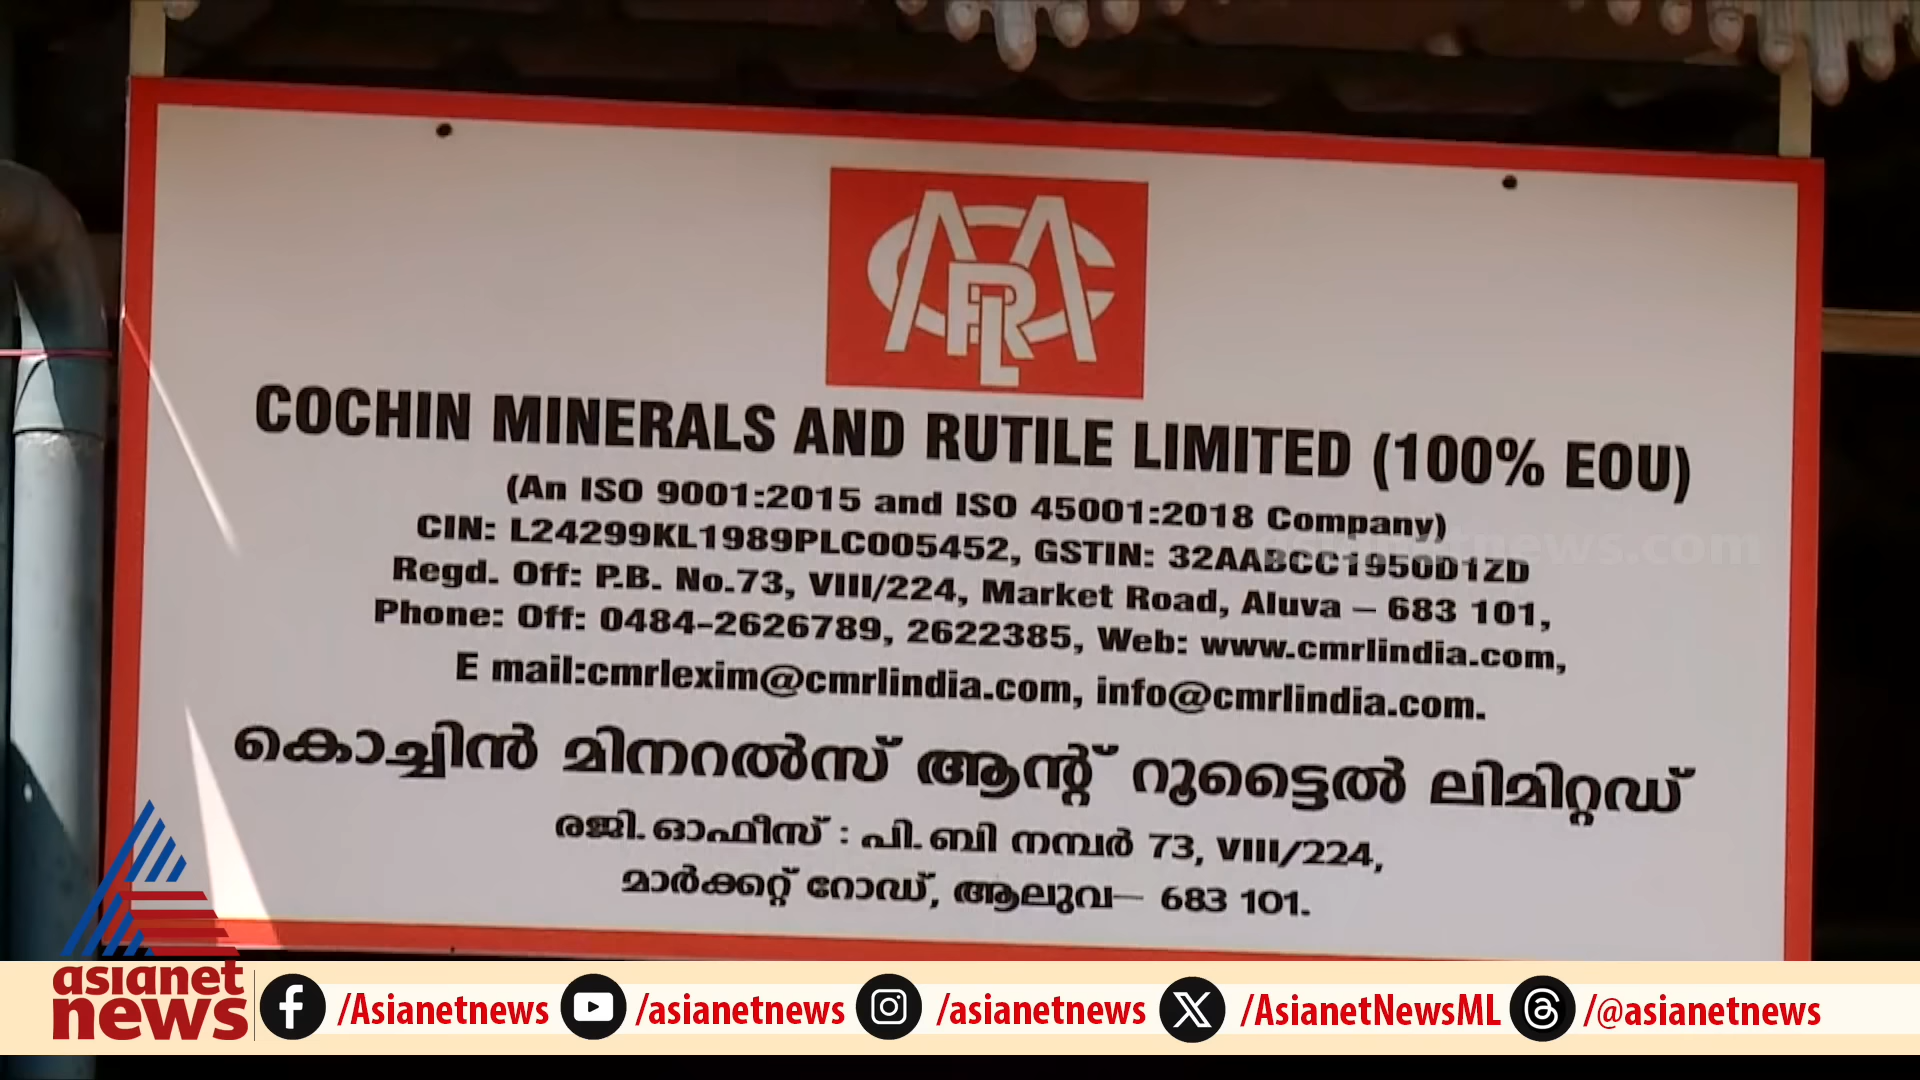 CMRL
COCHIN MINERALS AND RUTILE LIMITED (100% EOU)
(An ISO 9001:2015 and ISO 45001:2018 Company)
CIN: L24299KL1989PLC005452, GSTIN: 32AABCC1950D1ZD
Regd. Off: P.B. No.73, VIII/224, Market Road, Aluva – 683 101,
Phone: Off: 0484-2626789, 2622385, Web: www.cmrlindia.com,
E mail:cmrlexim@cmrlindia.com, info@cmrlindia.com.
കൊച്ചിൻ മിനറൽസ് ആന്റ് റൂട്ടൈൽ ലിമിറ്റഡ്
രജി. ഓഫീസ് : പി. ബി നമ്പർ 73, VIII/224,
മാർക്കറ്റ് റോഡ്, ആലുവ– 683 101.
asianetnews.com
asianet
news
/Asianetnews /asianetnews /asianetnews /AsianetNewsML /@asianetnews